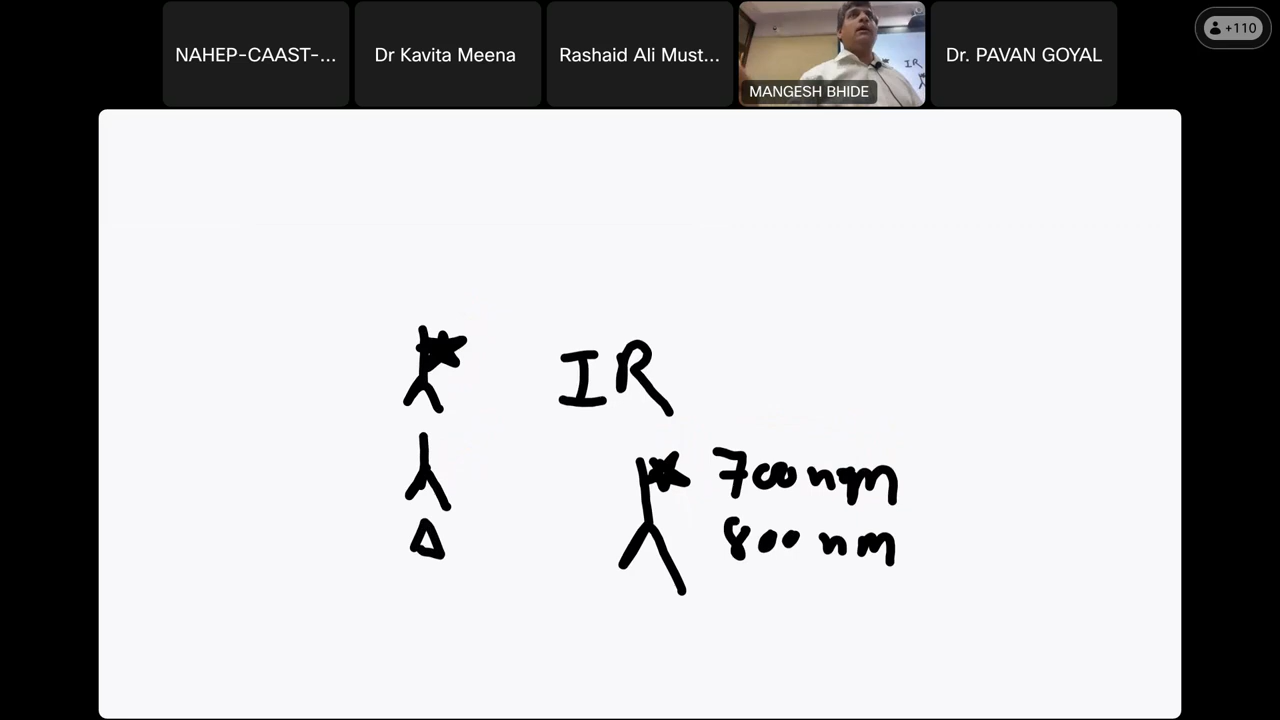 NAHEP-CAAST-...
Dr Kavita Meena
Rashaid Ali Must...
MANGESH BHIDE
Dr. PAVAN GOYAL
+110
IR
IR
700 nm
800 nm